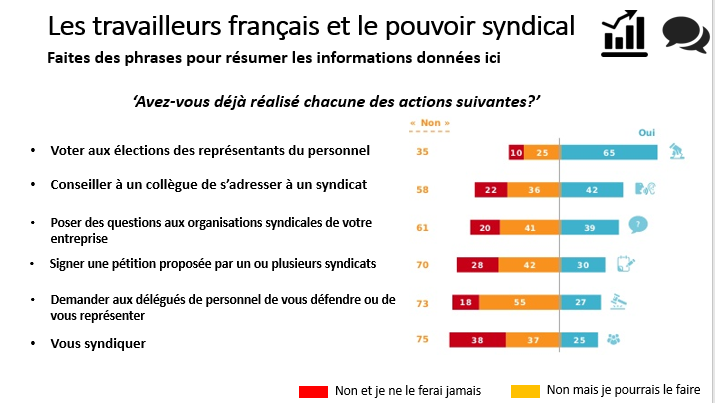 Les travailleurs français et le pouvoir syndical
Faites des phrases pour résumer les informations données ici
‘Avez-vous déjà réalisé chacune des actions suivantes?’
« Non »
Oui
• Voter aux élections des représentants du personnel
35 10 25 65
• Conseiller à un collègue de s’adresser à un syndicat
58 22 36 42
• Poser des questions aux organisations syndicales de votre
entreprise
61 20 41 39 ?
• Signer une pétition proposée par un ou plusieurs syndicats
70 28 42 30
• Demander aux délégués de personnel de vous défendre ou de
vous représenter
73 18 55 27
• Vous syndiquer
75 38 37 25
Non et je ne le ferai jamais
Non mais je pourrais le faire